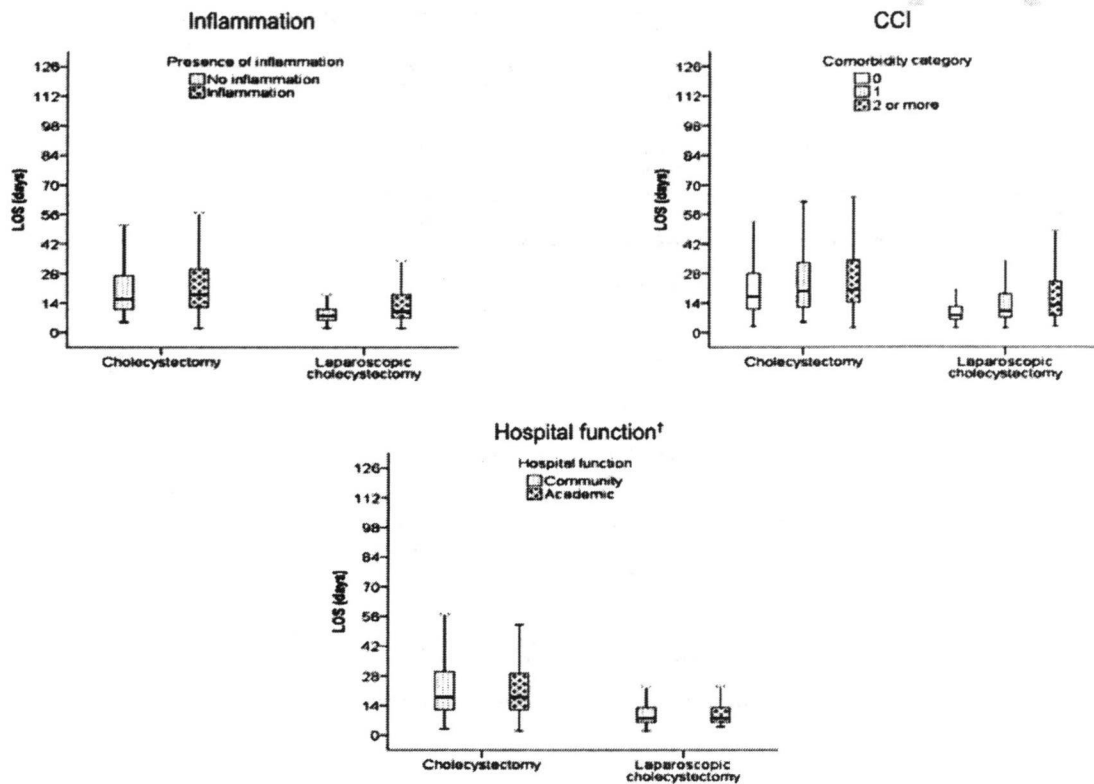 Inflammation
Presence of inflammation
No inflammation
Inflammation
126
112
98
84
70
56
42
28
14
0
LOS (days)
Cholecystectomy
Laparoscopic
cholecystectomy
CCI
Comorbidity category
0
1
2 or more
126
112
98
84
70
56
42
28
14
0
LOS (days)
Cholecystectomy
Laparoscopic
cholecystectomy
Hospital function†
Hospital function
Community
Academic
126
112
98
84
70
56
42
28
14
0
LOS (days)
Cholecystectomy
Laparoscopic
cholecystectomy